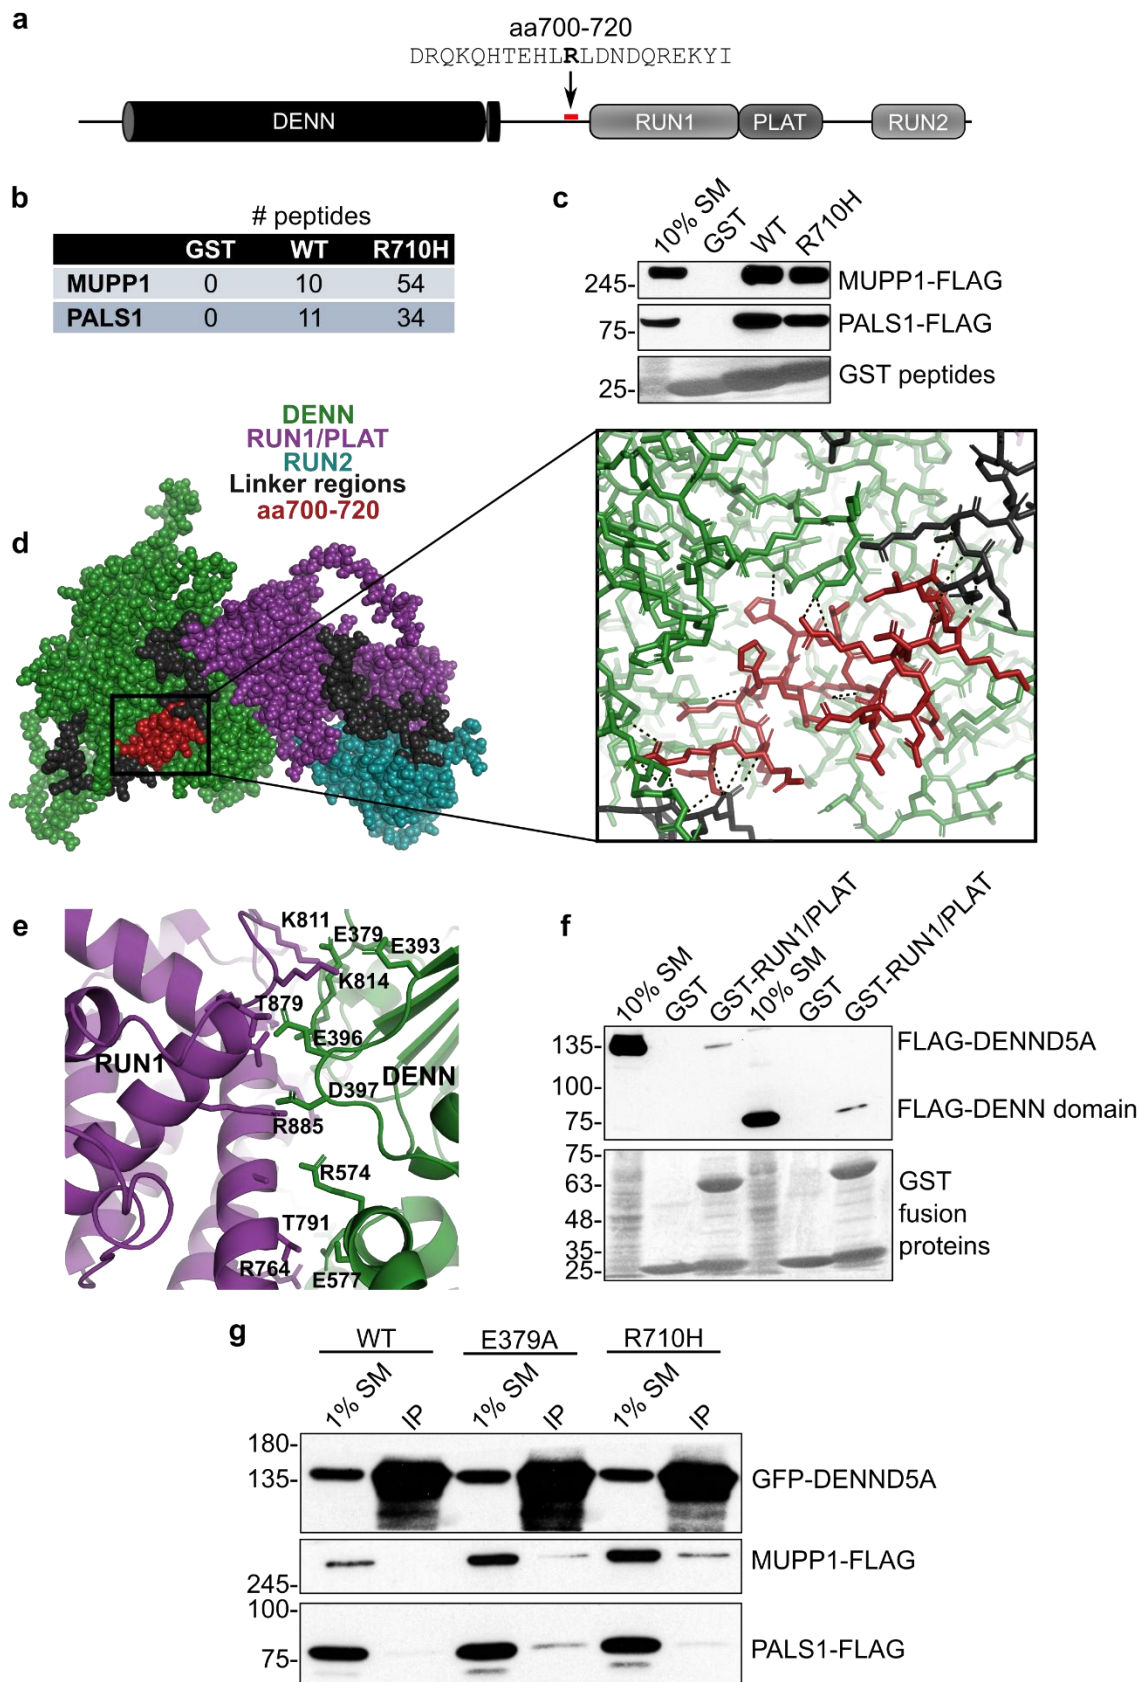 a
aa700-720
DRQKQHTEHLRLDNDQREKYI
DENN
RUN1
PLAT
RUN2
b
# peptides
GST WT R710H
MUPP1 0 10 54
PALS1 0 11 34
c
10% SM
GST
WT
R710H
245-
MUPP1-FLAG
75-
PALS1-FLAG
25-
GST peptides
DENN
RUN1/PLAT
RUN2
Linker regions
aa700-720
d
e
K811
E379
E393
K814
T879
E396
RUN1
DENN
D397
R885
R574
T791
R764
E577
f
10% SM
GST
GST-RUN1/PLAT
10% SM
GST
GST-RUN1/PLAT
135-
FLAG-DENND5A
100-
FLAG-DENN domain
75-
75-
63-
48-
35-
25-
GST
fusion
proteins
g
WT
E379A
R710H
1% SM
IP
1% SM
IP
1% SM
IP
180-
135-
GFP-DENND5A
MUPP1-FLAG
245-
100-
PALS1-FLAG
75-